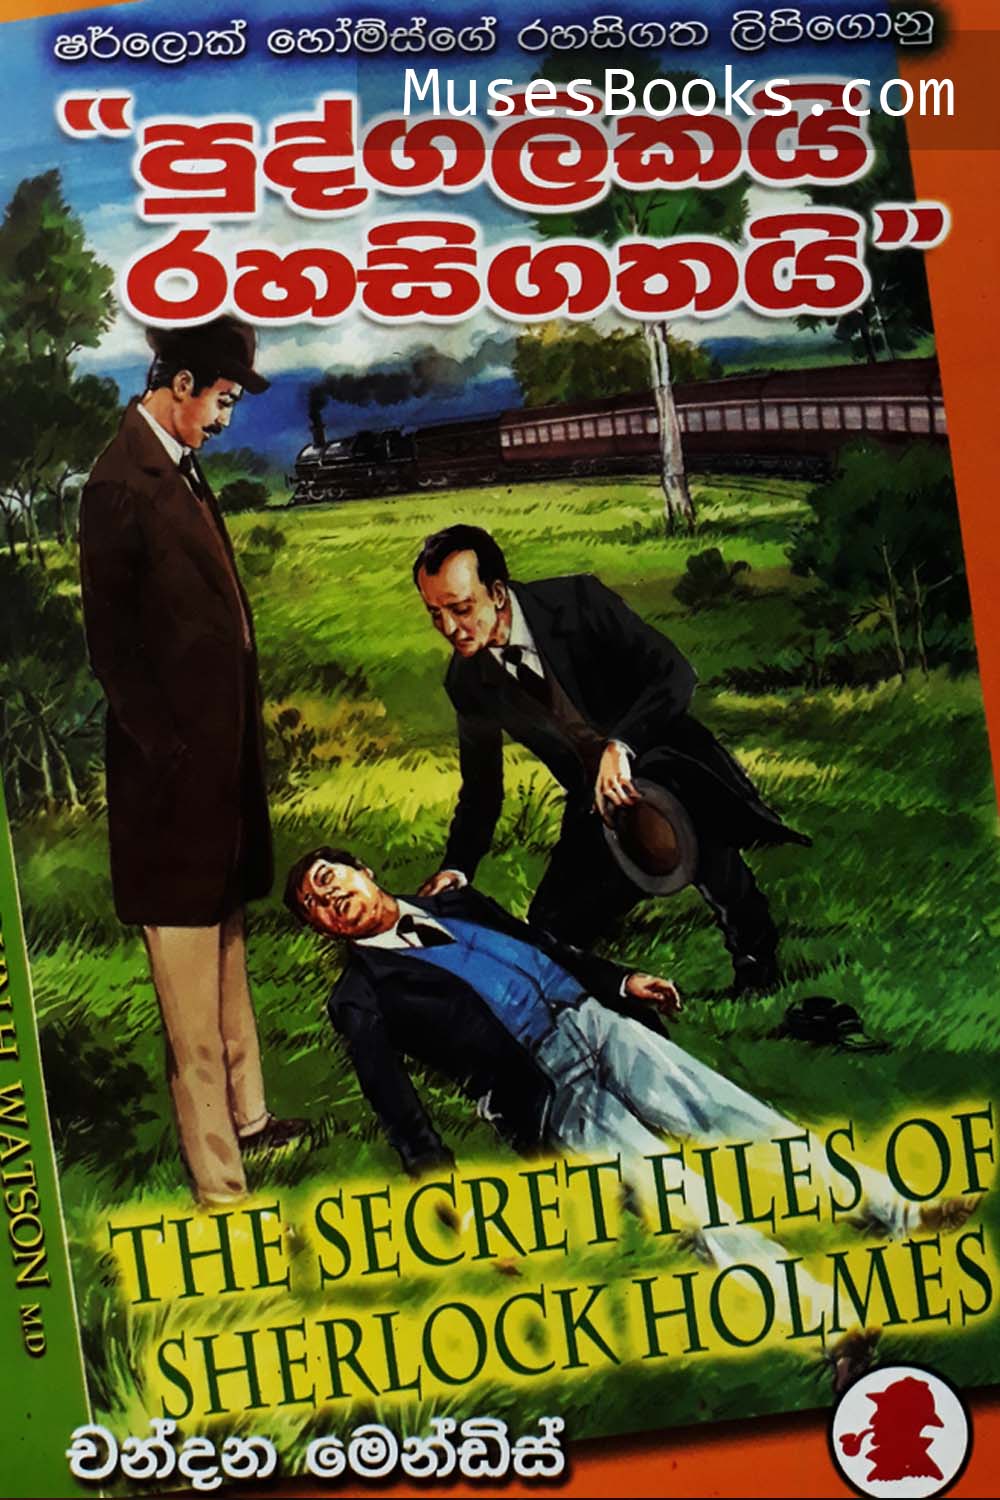 ෂර්ලොක් හෝම්ස්ගේ රහසිගත ලිපිගොනු
MusesBooks.com
“පුද්ගලිකයි
රහසිගතයි”
THE SECRET FILES OF
SHERLOCK HOLMES
චන්දන මෙන්ඩිස්
WATSON MD